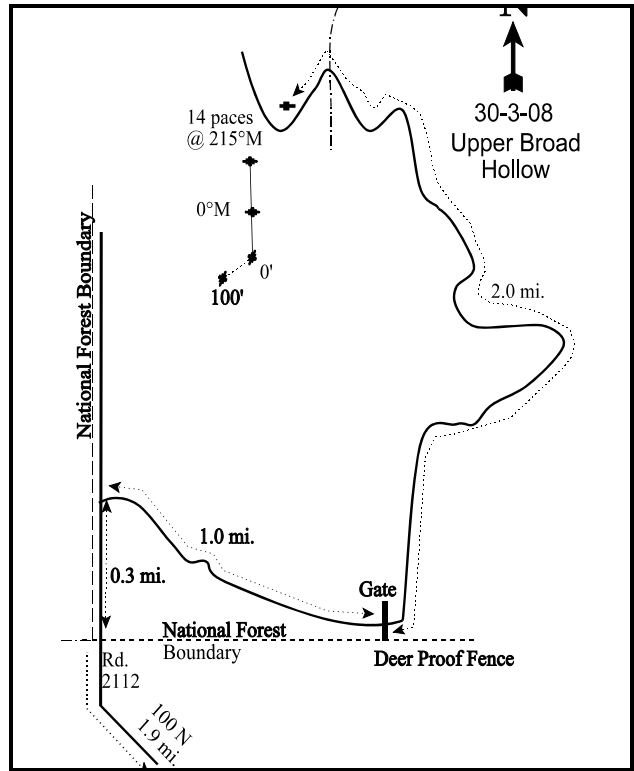 N
30-3-08
Upper Broad
Hollow
14 paces
@ 215°M
0°M
0'
100'
National Forest Boundary
2.0 mi.
1.0 mi.
0.3 mi.
Gate
National Forest
Boundary
Deer Proof Fence
Rd.
2112
100 N
1.9 mi.